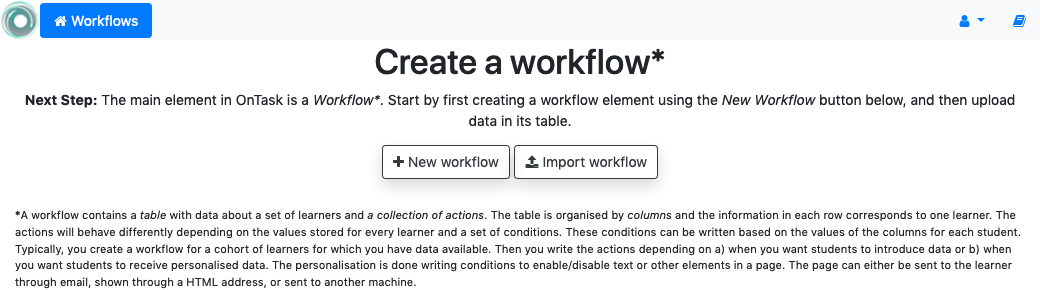 Workflows
Create a workflow*
Next Step: The main element in OnTask is a Workflow*. Start by first creating a workflow element using the New Workflow button below, and then upload
data in its table.
New workflow Import workflow
*A workflow contains a table with data about a set of learners and a collection of actions. The table is organised by columns and the information in each row corresponds to one learner. The
actions will behave differently depending on the values stored for every learner and a set of conditions. These conditions can be written based on the values of the columns for each student.
Typically, you create a workflow for a cohort of learners for which you have data available. Then you write the actions depending on a) when you want students to introduce data or b) when
you want students to receive personalised data. The personalisation is done writing conditions to enable/disable text or other elements in a page. The page can either be sent to the learner
through email, shown through a HTML address, or sent to another machine.